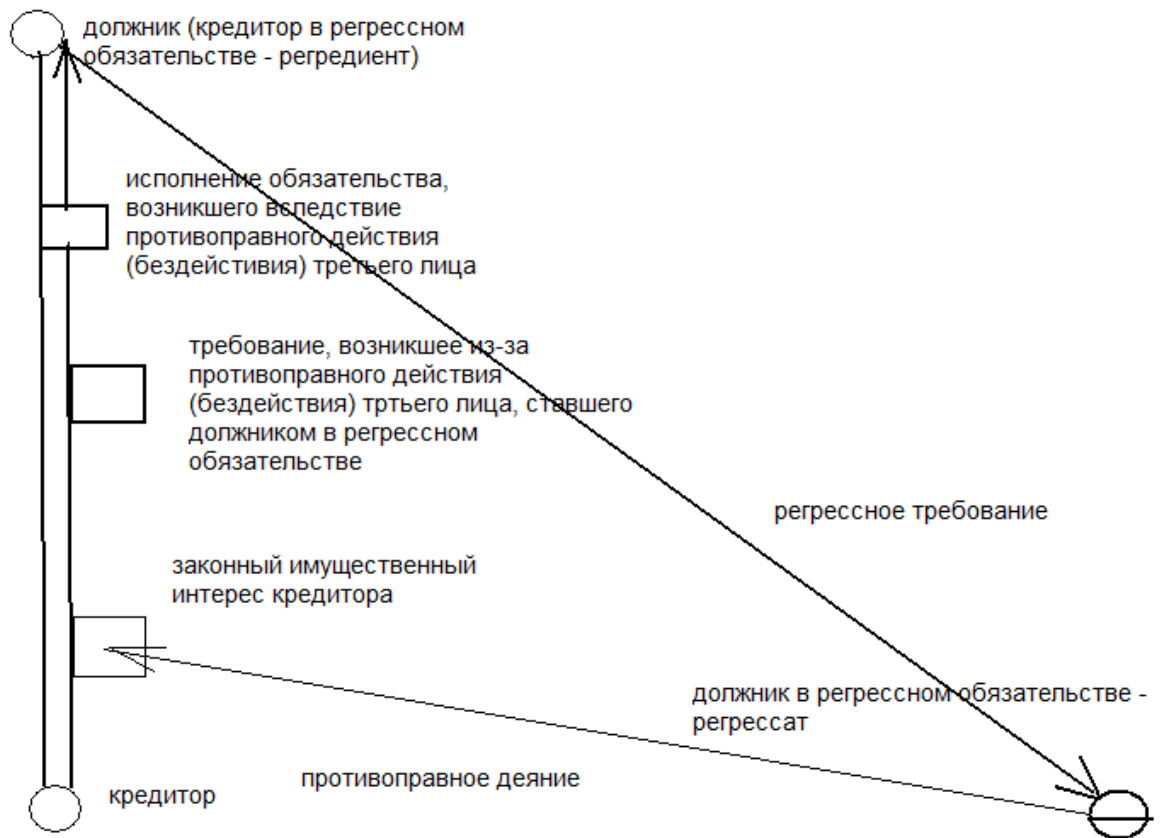 должник (кредитор в регрессном
обязательстве - регредиент)
исполнение обязательства,
возникшего вследствие
противоправного действия
(бездейстивия) третьего лица
требование, возникшее из-за
противоправного действия
(бездействия) тртьего лица, ставшего
должником в регрессном
обязательстве
регрессное требование
законный имущественный
интерес кредитора
должник в регрессном обязательстве -
регрессат
противоправное деяние
кредитор